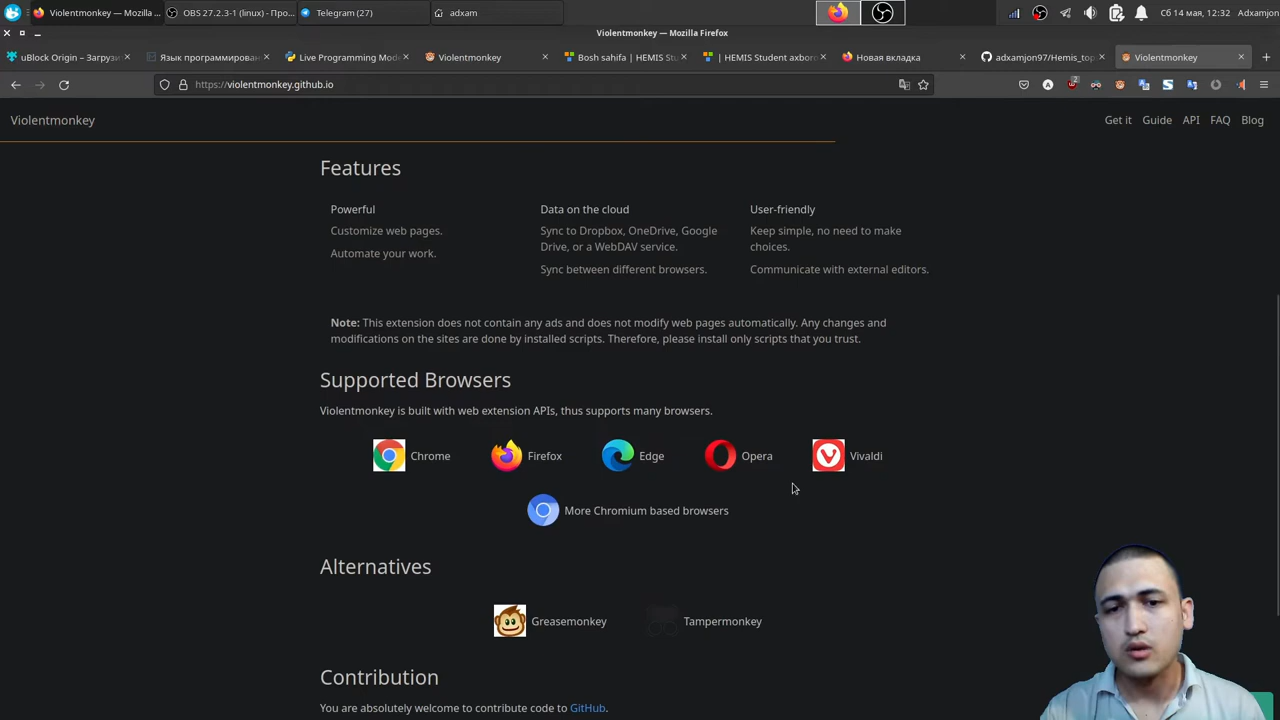 Violentmonkey — Mozilla ...
OBS 27.2.3-1 (linux) - Про...
Telegram (27)
adxam
Сб 14 мая, 12:32
Adxamjon
Violentmonkey — Mozilla Firefox
uBlock Origin – Загрузи
Язык программирован
Live Programming Mode
Violentmonkey
Bosh sahifa | HEMIS Stu
| HEMIS Student axboro
Новая вкладка
adxamjon97/Hemis_top
Violentmonkey
https://violentmonkey.github.io
2
Violentmonkey
Get it
Guide
API
FAQ
Blog
Features
Powerful
Data on the cloud
User-friendly
Customize web pages.
Sync to Dropbox, OneDrive, Google
Keep simple, no need to make
Drive, or a WebDAV service.
choices.
Automate your work.
Sync between different browsers.
Communicate with external editors.
Note: This extension does not contain any ads and does not modify web pages automatically. Any changes and
modifications on the sites are done by installed scripts. Therefore, please install only scripts that you trust.
Supported Browsers
Violentmonkey is built with web extension APIs, thus supports many browsers.
Chrome
Firefox
Edge
Opera
Vivaldi
More Chromium based browsers
Alternatives
Greasemonkey
Tampermonkey
Contribution
You are absolutely welcome to contribute code to GitHub.